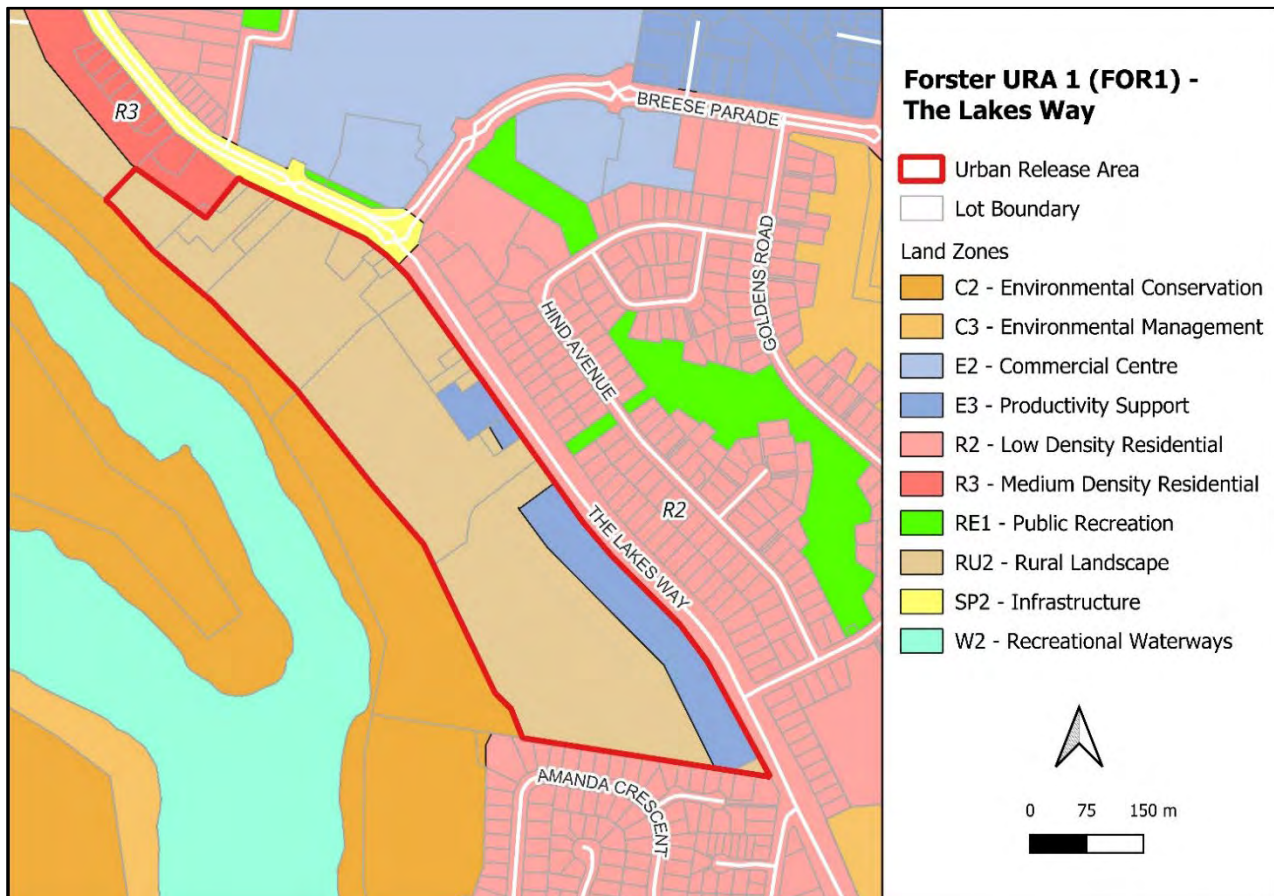 R3
BREESE PARADE
GOLDENS ROAD
HIND AVENUE
R2
THE LAKES WAY
AMANDA CRESCENT
Forster URA 1 (FOR1) -
The Lakes Way
Urban Release Area
Lot Boundary
Land Zones
C2 - Environmental Conservation
C3 - Environmental Management
E2 - Commercial Centre
E3 - Productivity Support
R2 - Low Density Residential
R3 - Medium Density Residential
RE1 - Public Recreation
RU2 - Rural Landscape
SP2 - Infrastructure
W2 - Recreational Waterways
0 75 150 m